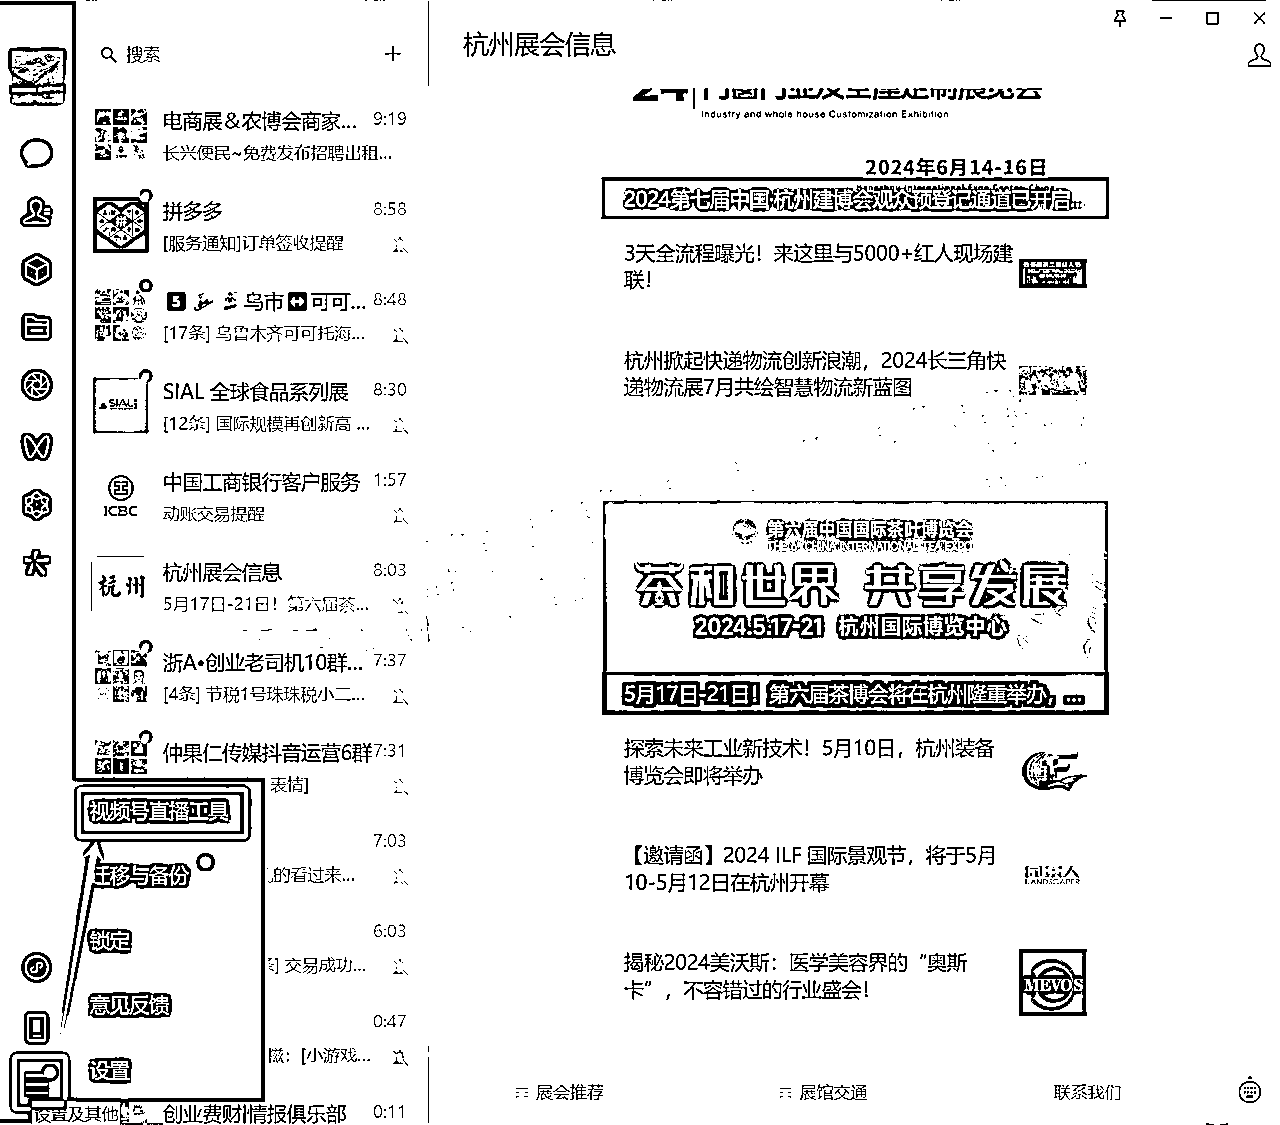 搜索
电商展＆农博会商家... 9:19
长兴便民~免费发布招聘出租...
拼多多 8:58
[服务通知]订单签收提醒
5 乌市 可可... 8:48
[17条] 乌鲁木齐可可托海...
SIAL
SIAL 全球食品系列展 8:30
[12条] 国际规模再创新高 ...
ICBC
中国工商银行客户服务 1:57
动账交易提醒
杭州
杭州展会信息 8:03
5月17日-21日！第六届茶...
浙A•创业老司机10群... 7:37
[4条] 节税1号珠珠税小二...
仲果仁传媒抖音运营6群 7:31
表情]
视频号直播工具
7:03
迁移与备份
的看过来...
6:03
锁定
] 交易成功...
意见反馈
0:47
[小游戏...
设置
设置及其他
创业费财情报俱乐部 0:11
杭州展会信息
Industry and whole house Customization Exhibition
2024年6月14-16日
2024第七届中国·杭州建博会观众预登记通道已开启...
3天全流程曝光！来这里与5000+红人现场建
联！
杭州掀起快递物流创新浪潮，2024长三角快
递物流展7月共绘智慧物流新蓝图
第六届中国国际茶叶博览会
THE 6TH CHINA INTERNATIONAL TEA EXPO
茶和世界 共享发展
2024.5.17-21 杭州国际博览中心
5月17日-21日！第六届茶博会将在杭州隆重举办，...
探索未来工业新技术！5月10日，杭州装备
博览会即将举办
【邀请函】2024 ILF 国际景观节，将于5月
10-5月12日在杭州开幕
LANDSCAPER
揭秘2024美沃斯：医学美容界的“奥斯
卡”，不容错过的行业盛会！
MEVOS
展会推荐
展馆交通
联系我们